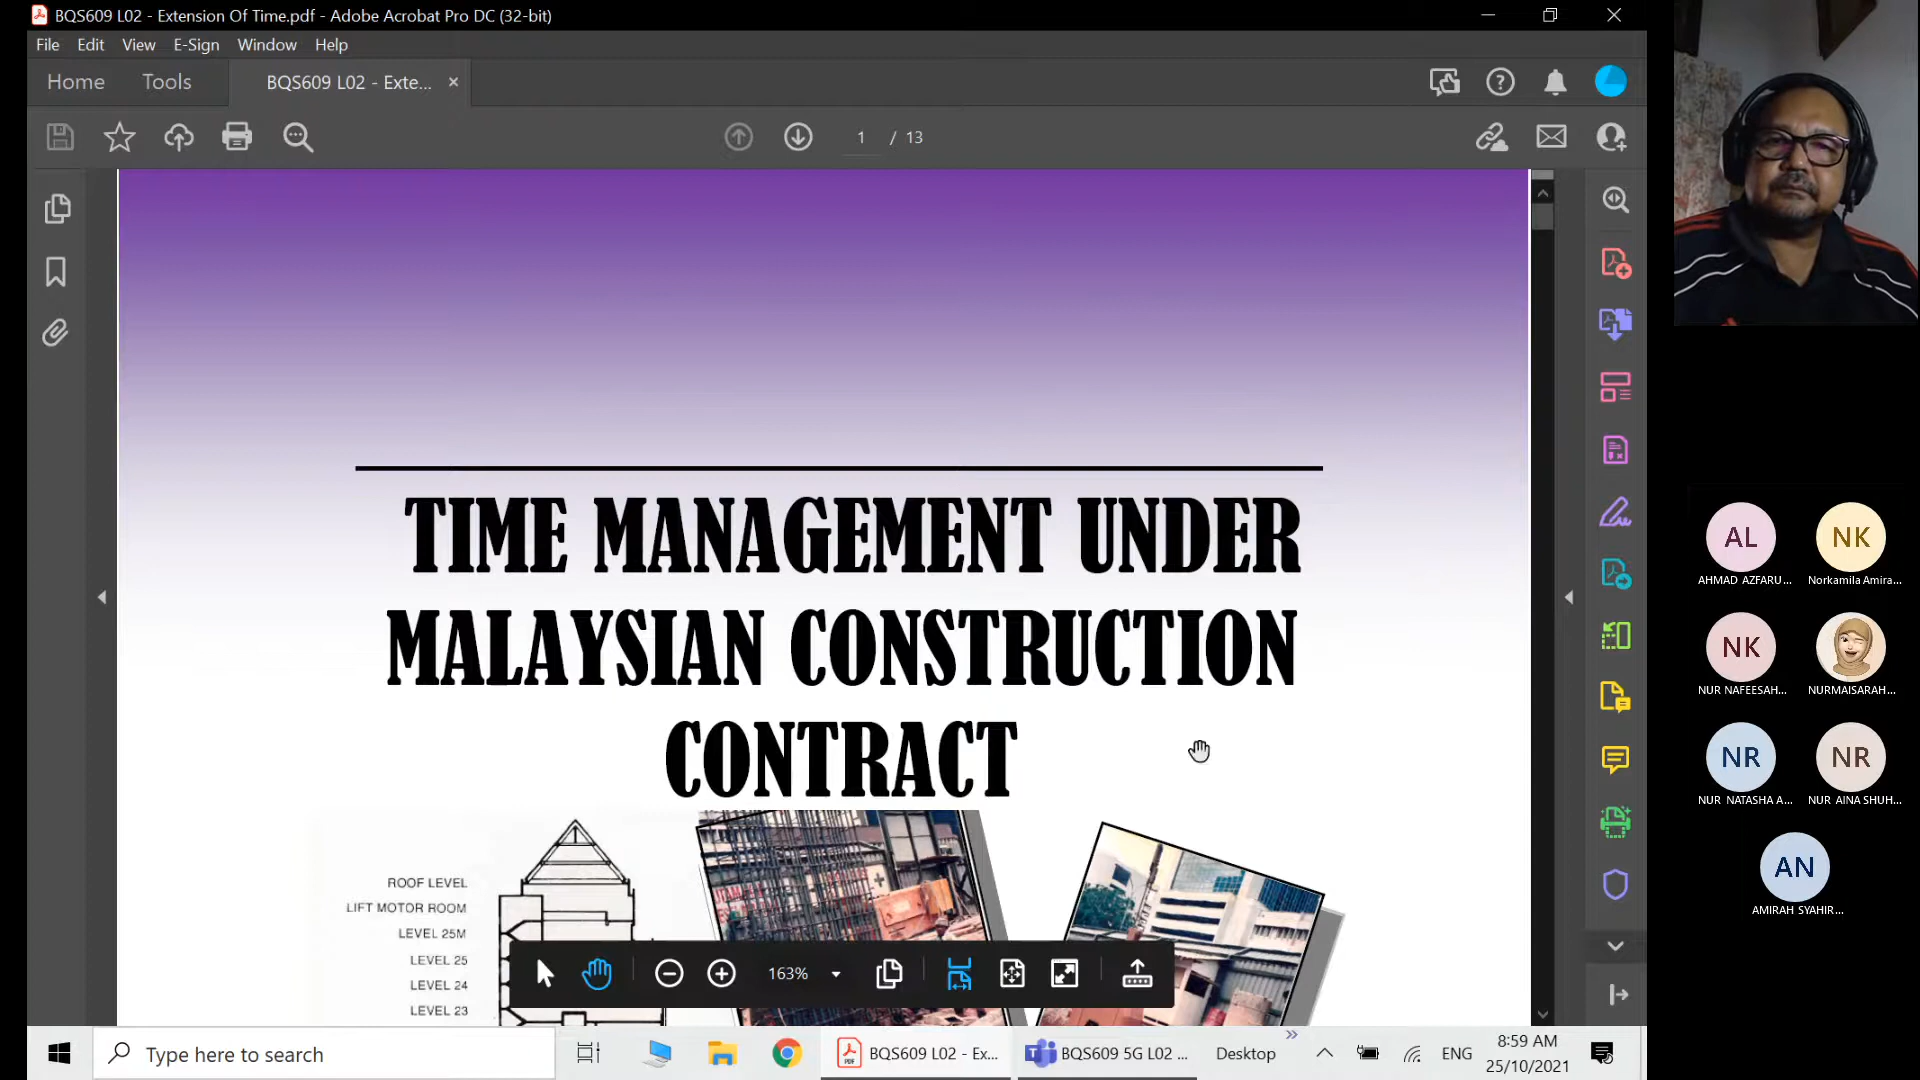 BQS609 L02 - Extension Of Time.pdf - Adobe Acrobat Pro DC (32-bit)
File Edit View E-Sign Window Help
Home Tools BQS609 L02 - Exte... ×
1 / 13
TIME MANAGEMENT UNDER
MALAYSIAN CONSTRUCTION
CONTRACT
ROOF LEVEL
LIFT MOTOR ROOM
LEVEL 25M
LEVEL 25
LEVEL 24
LEVEL 23
163%
AL
AHMAD AZFARU...
NK
Norkamila Amira...
NK
NUR NAFEESAH...
NURMAISARAH...
NR
NUR NATASHA A...
NR
NUR AINA SHUH...
AN
AMIRAH SYAHIR...
Type here to search
BQS609 L02 - Ex...
BQS609 5G L02 ...
Desktop
ENG
8:59 AM
25/10/2021